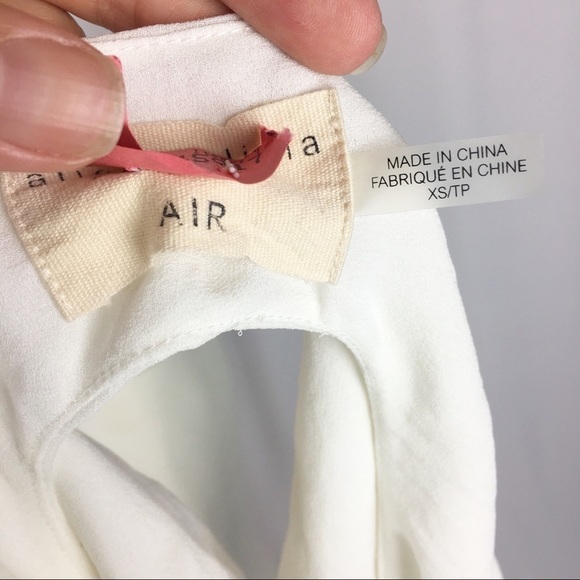 AIR
MADE IN CHINA
FABRIQUÉ EN CHINE
XS/TP